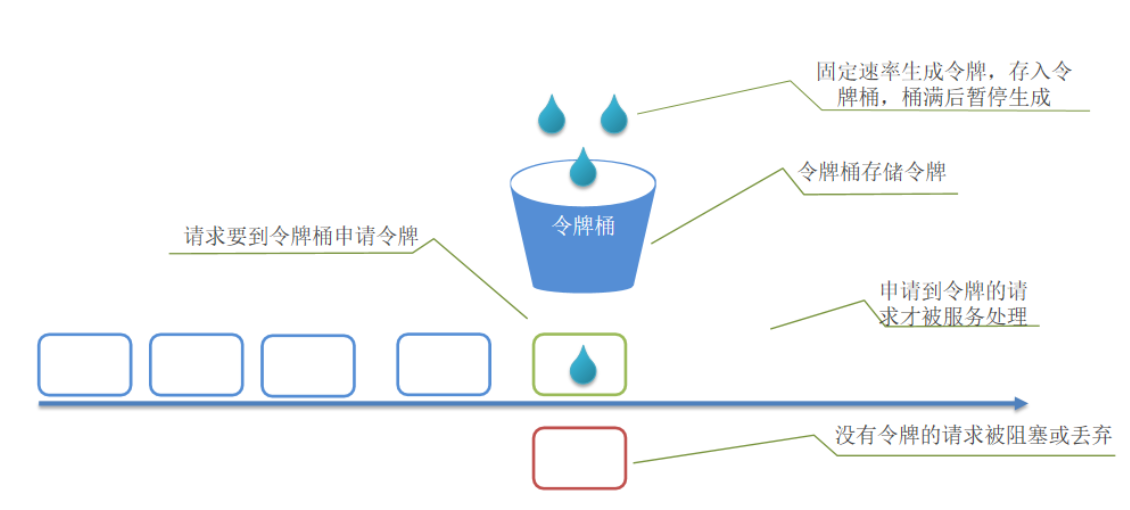 固定速率生成令牌，存入令
牌桶，桶满后暂停生成
令牌桶存储令牌
令牌桶
请求要到令牌桶申请令牌
申请到令牌的请
求才被服务处理
没有令牌的请求被阻塞或丢弃